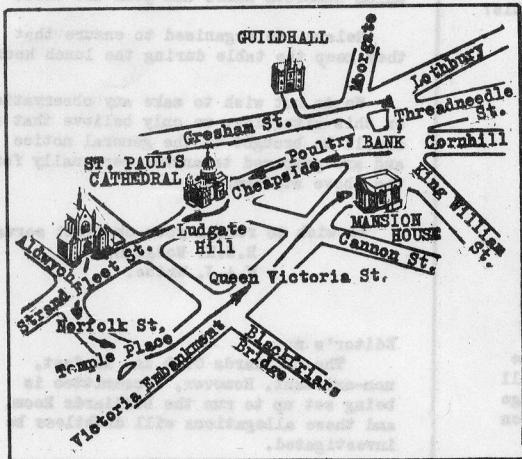 GUILDHALL
Moorgate
Lothbury
Threadneedle
St.
Gresham St.
BANK
Cornhill
Poultry
Cheapside
ST. PAUL'S
CATHEDRAL
King William
St.
MANSION
HOUSE
Ludgate
Hill
Cannon St.
Aldwych
Strand
Fleet St.
Queen Victoria St.
Norfolk St.
Temple Place
Victoria Embankment
Blackfriars
Bridge